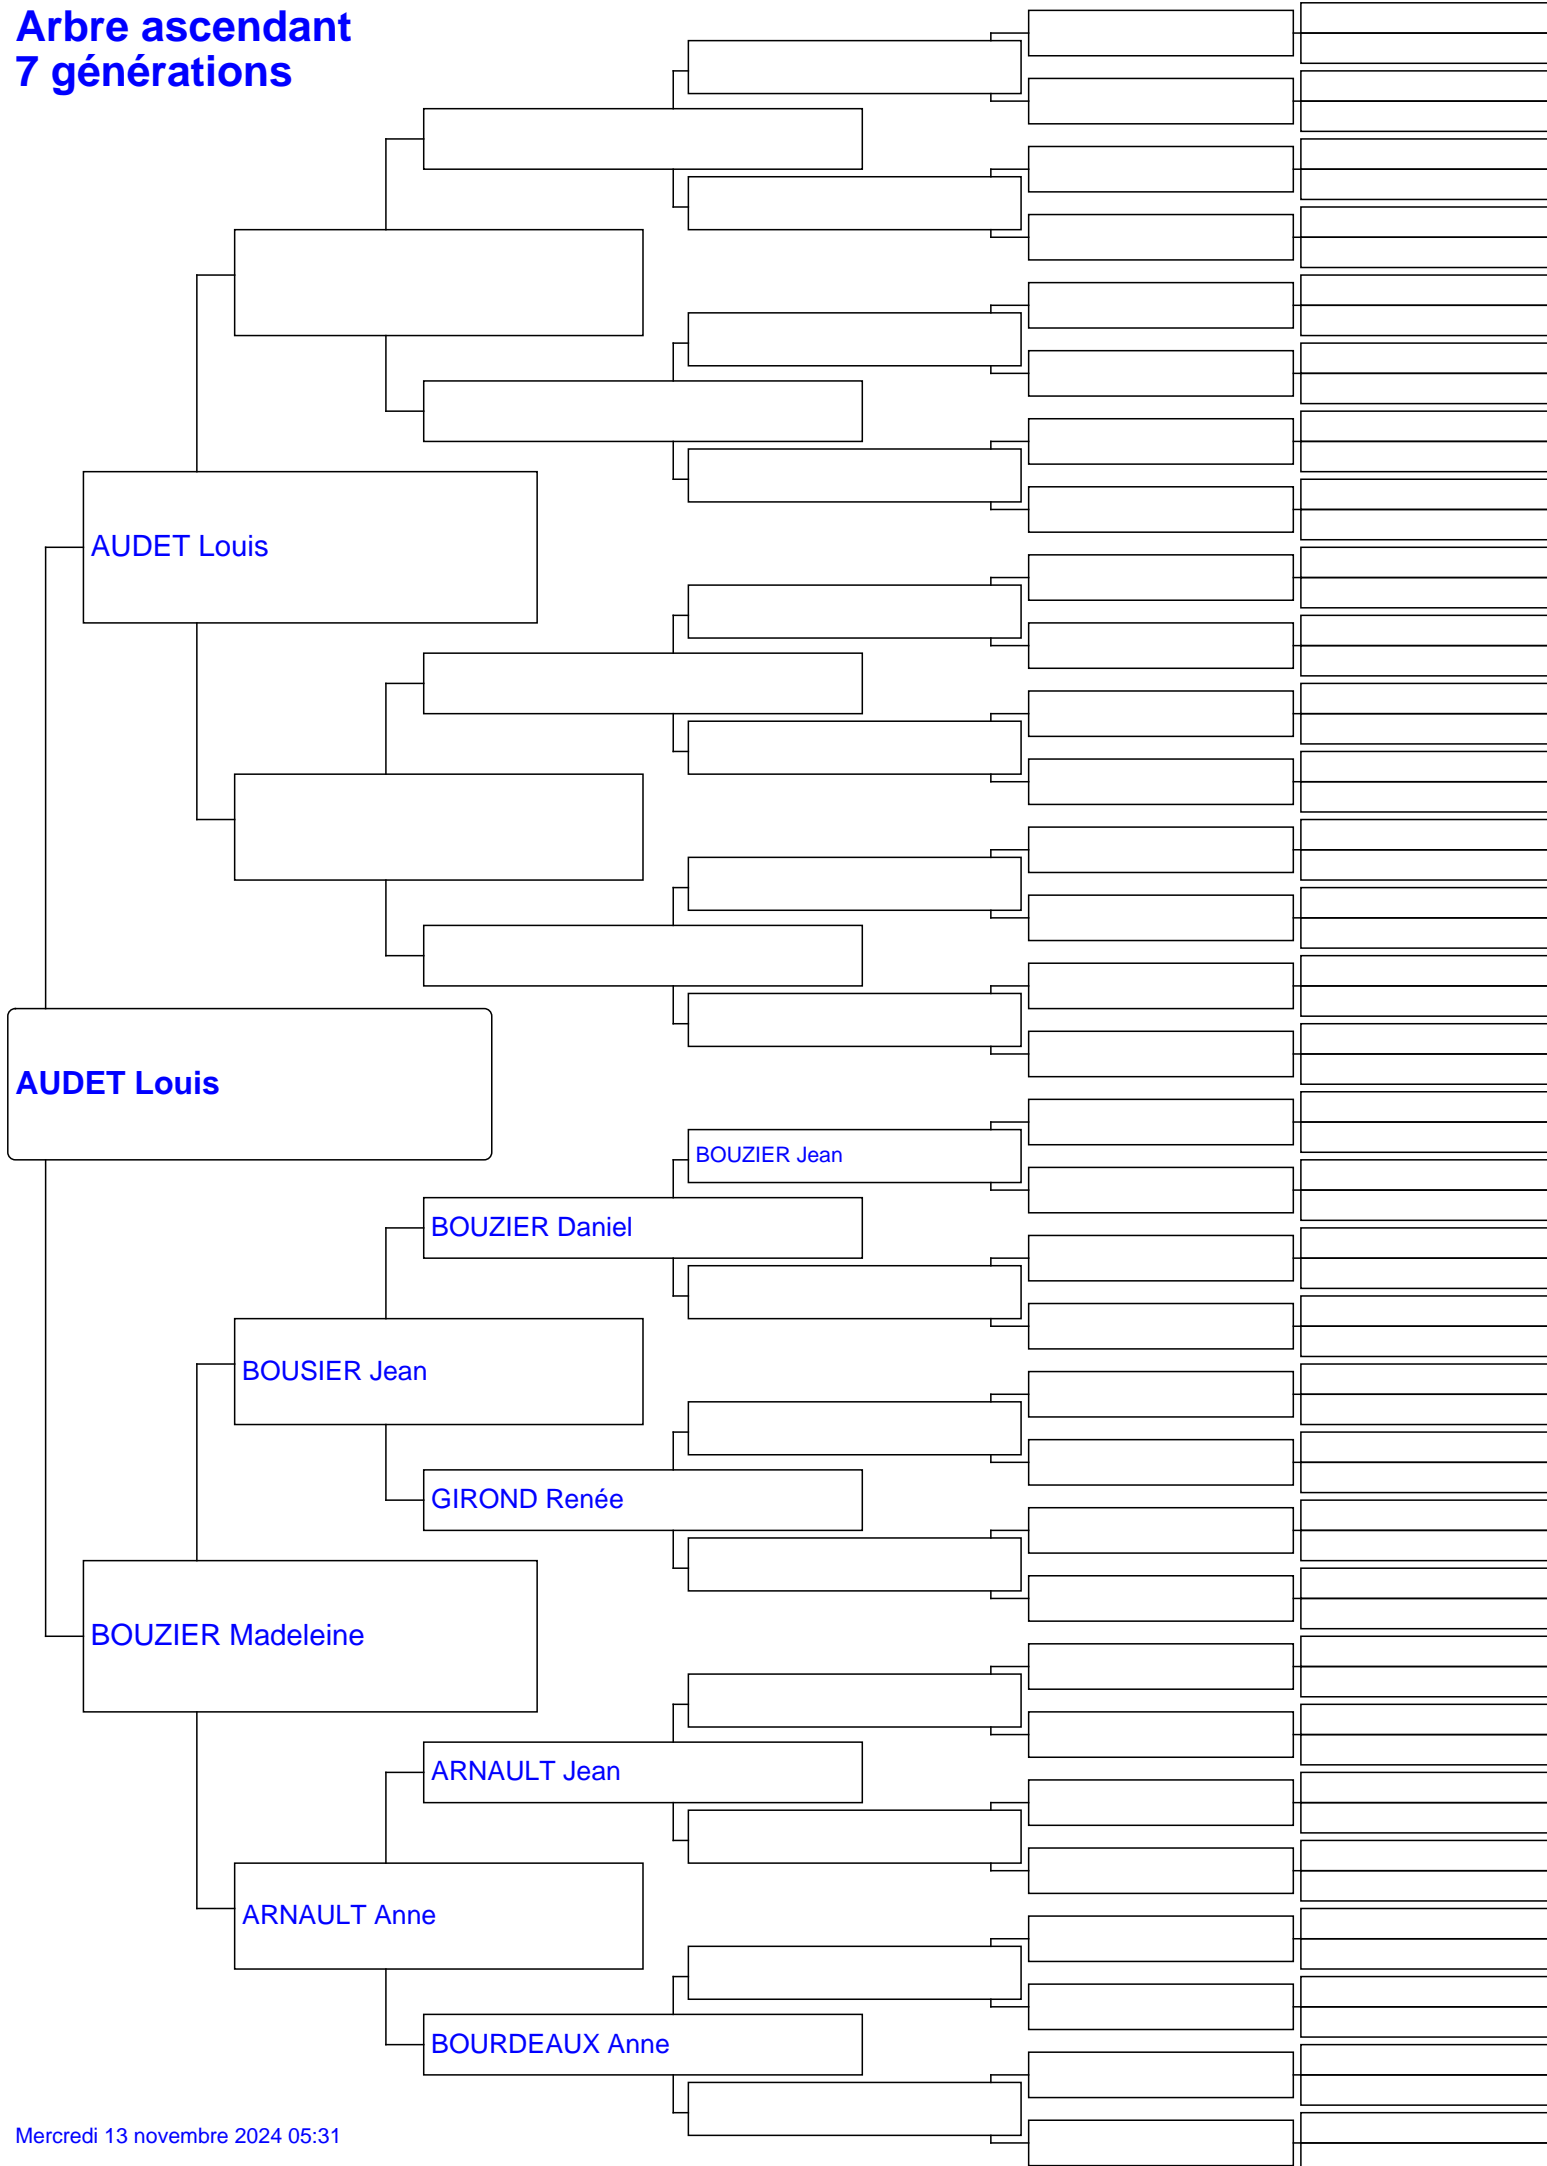 Arbre ascendant
7 générations
AUDET Louis
AUDET Louis
BOUZIER Jean
BOUZIER Daniel
BOUSIER Jean
GIROND Renée
BOUZIER Madeleine
ARNAULT Jean
ARNAULT Anne
BOURDEAUX Anne
Mercredi 13 novembre 2024 05:31